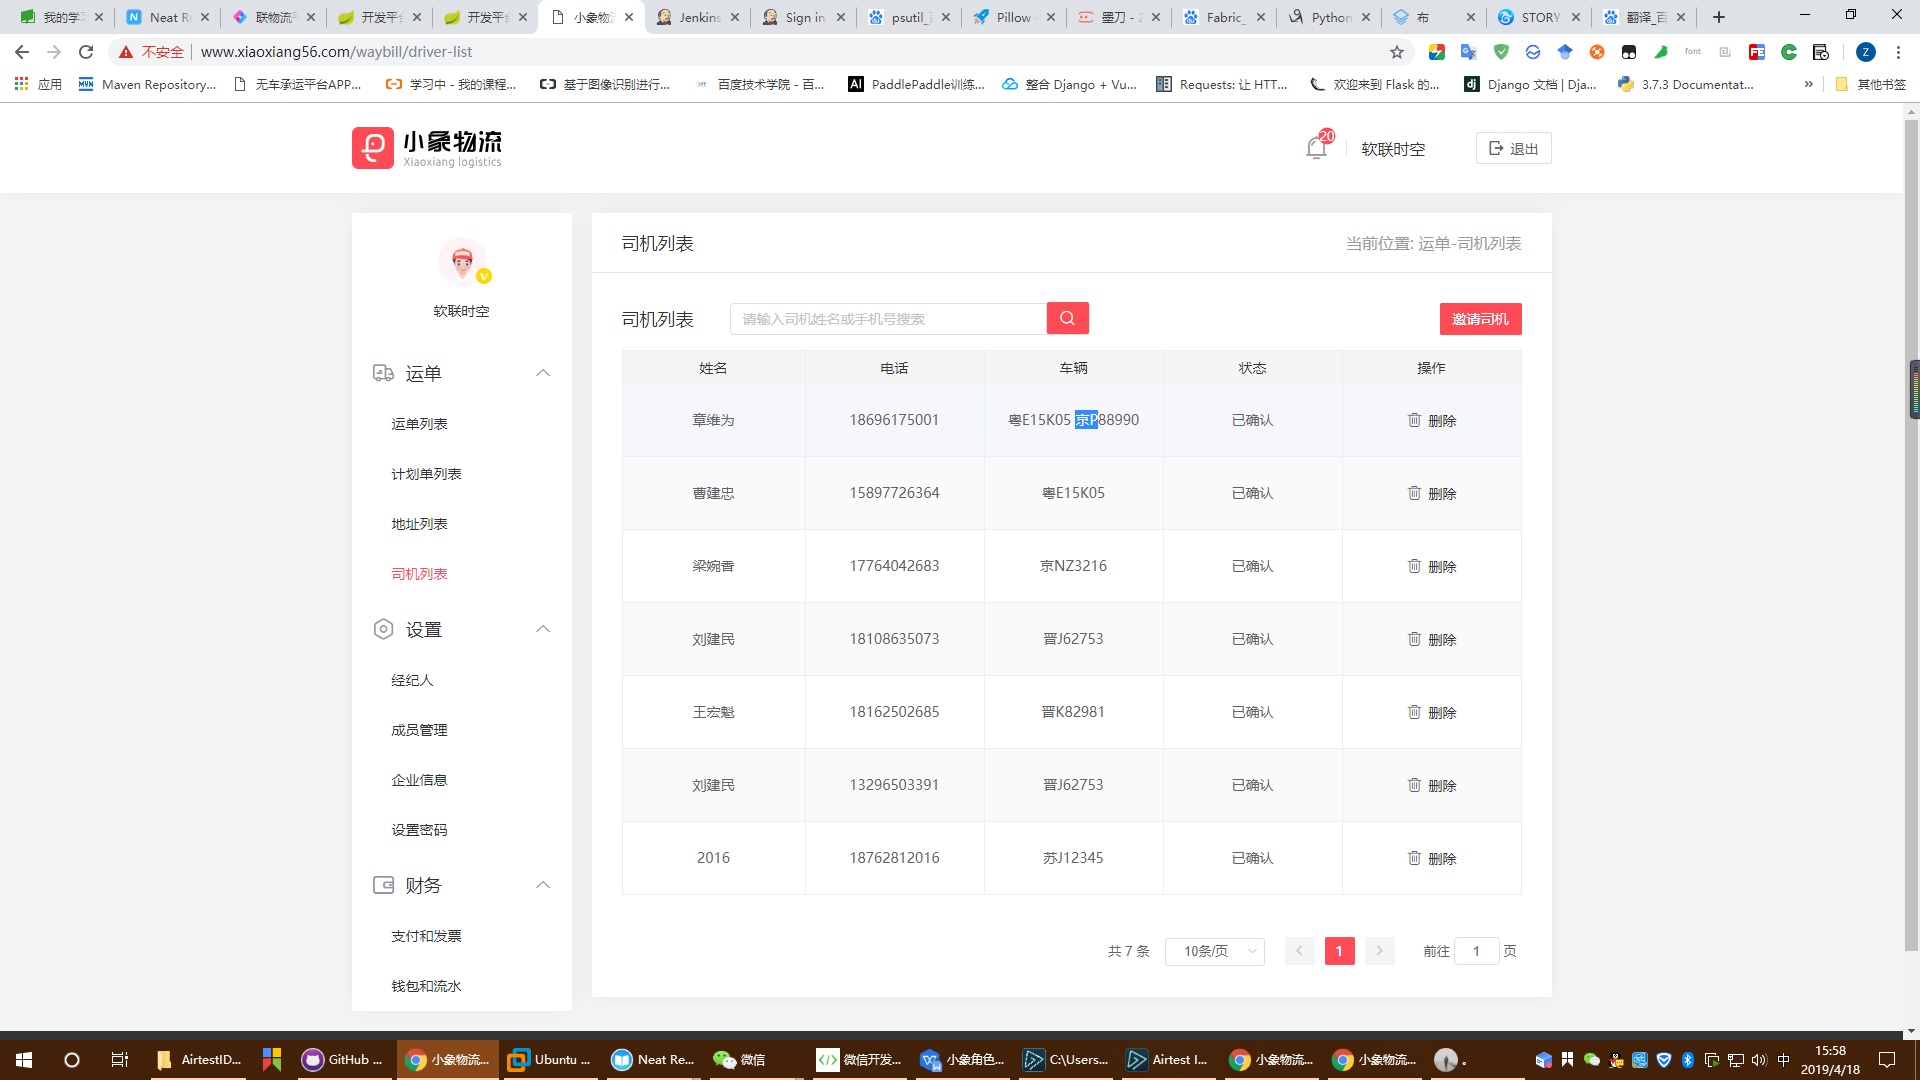 我的学
Neat R
联物流
开发平台
开发平台
小象物流
Jenkins
Sign in
psutil_
Pillow
墨刀 - 2
Fabric_
Python
布
STORY
翻译_百
不安全
www.xiaoxiang56.com/waybill/driver-list
应用
Maven Repository...
无车承运平台APP...
学习中 - 我的课程...
基于图像识别进行...
百度技术学院 - 百...
PaddlePaddle训练...
整合 Django + Vu...
Requests: 让 HTT...
欢迎来到 Flask 的...
Django 文档 | Dja...
3.7.3 Documentat...
»
其他书签
小象物流
Xiaoxiang logistics
20
软联时空
退出
软联时空
运单
运单列表
计划单列表
地址列表
司机列表
设置
经纪人
成员管理
企业信息
设置密码
财务
支付和发票
钱包和流水
司机列表
当前位置: 运单-司机列表
司机列表
请输入司机姓名或手机号搜索
邀请司机
姓名 电话 车辆 状态 操作
章维为 18696175001 粤E15K05 京P88990 已确认 删除
曹建忠 15897726364 粤E15K05 已确认 删除
梁婉香 17764042683 京NZ3216 已确认 删除
刘建民 18108635073 晋J62753 已确认 删除
王宏魁 18162502685 晋K82981 已确认 删除
刘建民 13296503391 晋J62753 已确认 删除
2016 18762812016 苏J12345 已确认 删除
共 7 条
10条/页
1
前往 1 页
AirtestID...
GitHub ...
小象物流...
Ubuntu ...
Neat Re...
微信
微信开发...
小象角色...
C:\Users...
Airtest I...
小象物流...
小象物流...
中
15:58
2019/4/18